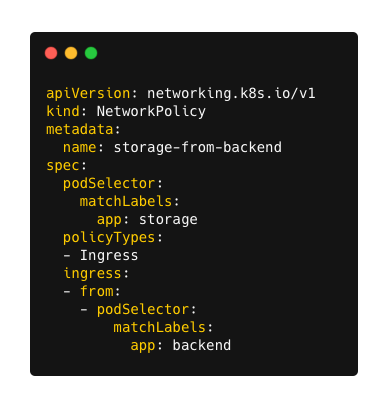 apiVersion: networking.k8s.io/v1
kind: NetworkPolicy
metadata:
  name: storage-from-backend
spec:
  podSelector:
    matchLabels:
      app: storage
  policyTypes:
  - Ingress
  ingress:
  - from:
    - podSelector:
        matchLabels:
          app: backend